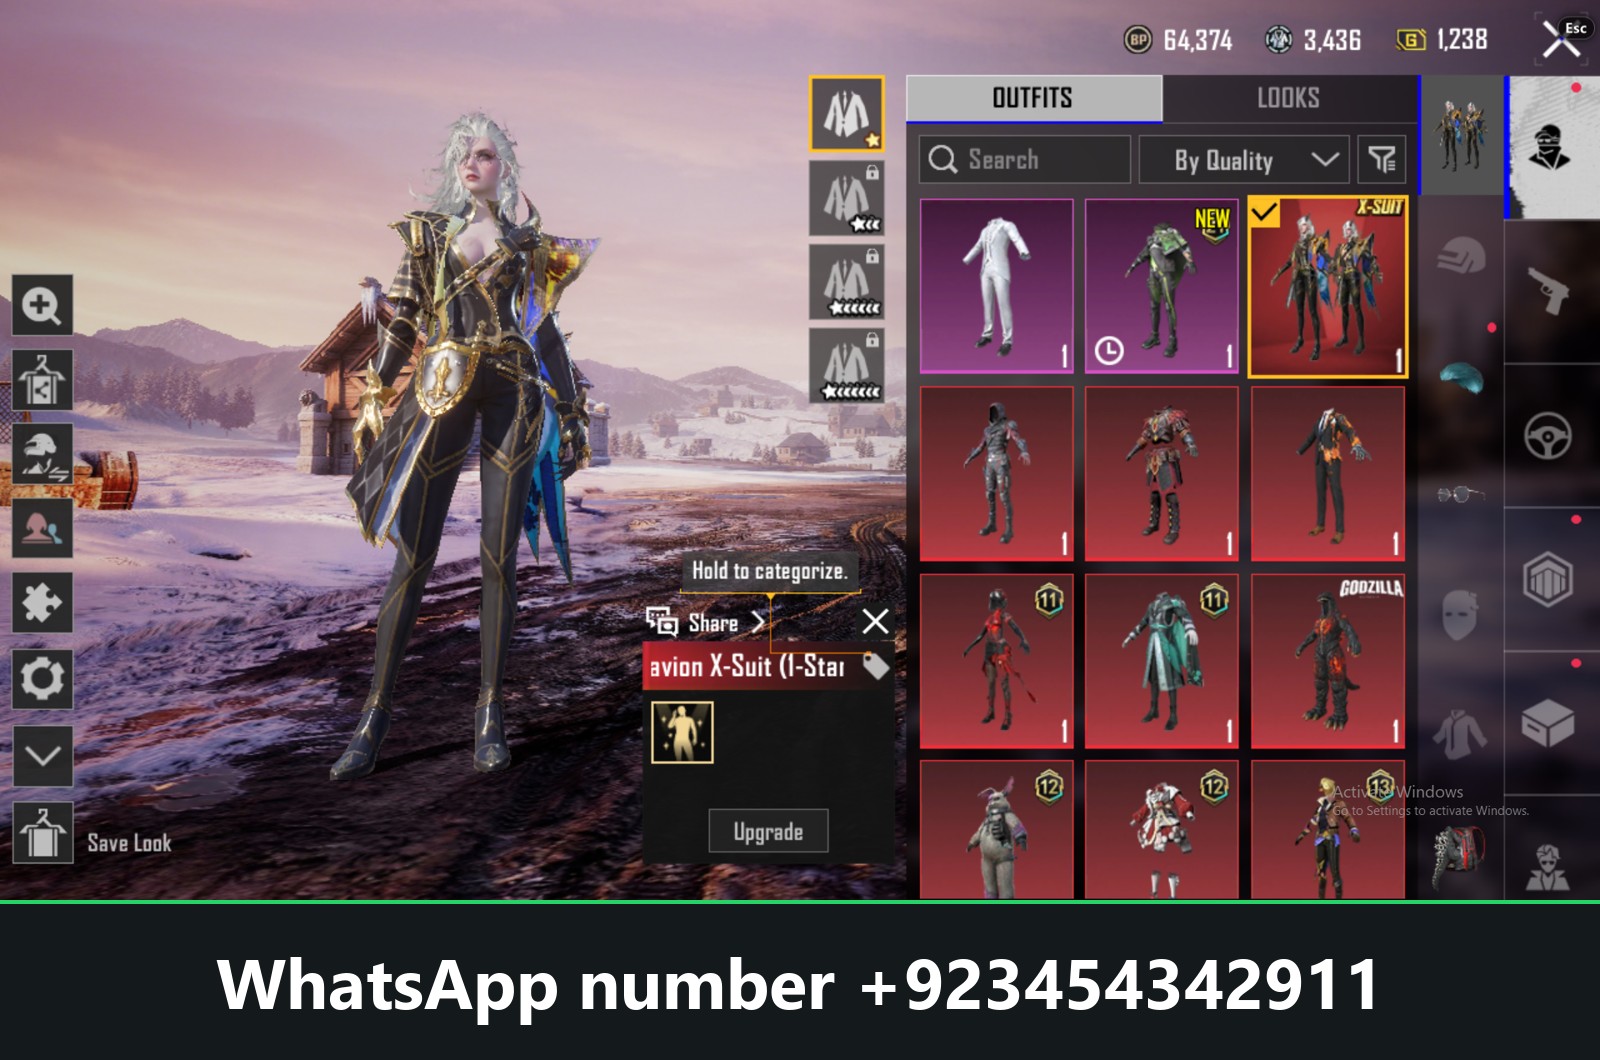 64,374
3,436
1,238
Esc
OUTFITS
LOOKS
Search
By Quality
NEW
X-SUIT
1
1
1
1
1
1
11
11
GODZILLA
1
1
1
Hold to categorize.
Share
avion X-Suit (1-Star
Upgrade
12
12
13
Activate Windows
Go to Settings to activate Windows.
Save Look
WhatsApp number +923454342911